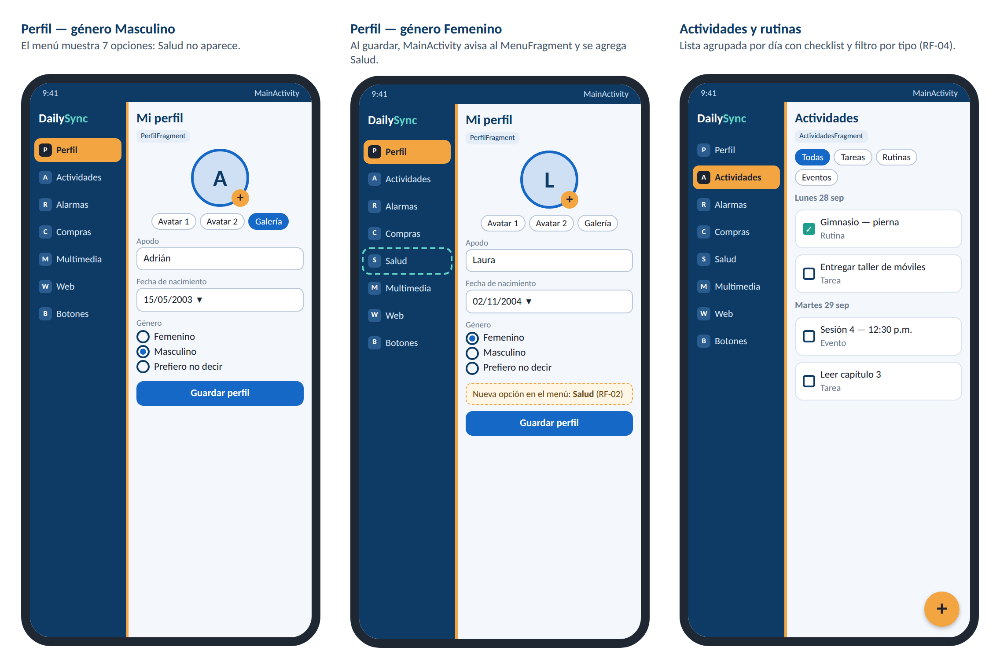 Perfil — género Masculino
El menú muestra 7 opciones: Salud no aparece.
9:41
MainActivity
DailySync
P Perfil
A Actividades
R Alarmas
C Compras
M Multimedia
W Web
B Botones
Mi perfil
PerfilFragment
A
+
Avatar 1 Avatar 2 Galería
Apodo
Adrián
Fecha de nacimiento
15/05/2003 ▼
Género
Femenino
Masculino
Prefiero no decir
Guardar perfil
Perfil — género Femenino
Al guardar, MainActivity avisa al MenuFragment y se agrega
Salud.
9:41
MainActivity
DailySync
P Perfil
A Actividades
R Alarmas
C Compras
S Salud
M Multimedia
W Web
B Botones
Mi perfil
PerfilFragment
L
+
Avatar 1 Avatar 2 Galería
Apodo
Laura
Fecha de nacimiento
02/11/2004 ▼
Género
Femenino
Masculino
Prefiero no decir
Nueva opción en el menú: Salud (RF-02)
Guardar perfil
Actividades y rutinas
Lista agrupada por día con checklist y filtro por tipo (RF-04).
9:41
MainActivity
DailySync
P Perfil
A Actividades
R Alarmas
C Compras
S Salud
M Multimedia
W Web
B Botones
Actividades
ActividadesFragment
Todas Tareas Rutinas
Eventos
Lunes 28 sep
✓ Gimnasio — pierna
Rutina
Entregar taller de móviles
Tarea
Martes 29 sep
Sesión 4 — 12:30 p.m.
Evento
Leer capítulo 3
Tarea
+